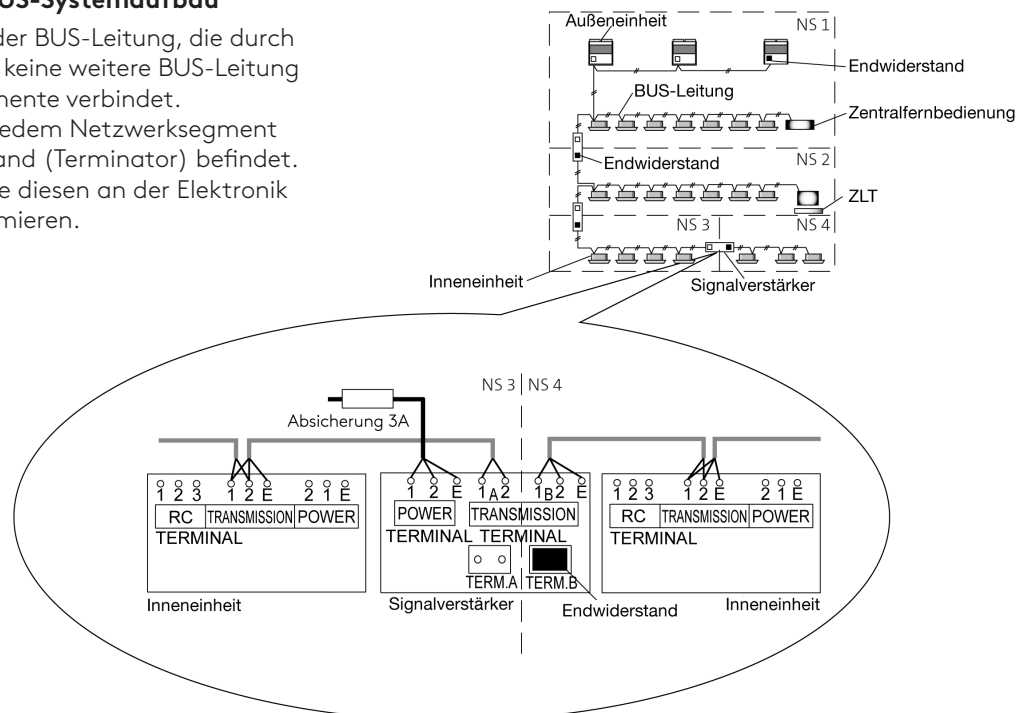 BUS-Systemaufbau
der BUS-Leitung, die durch
keine weitere BUS-Leitung
mente verbindet.
edem Netzwerksegment
and (Terminator) befindet.
e diesen an der Elektronik
mieren.
Außeneinheit
NS 1
Endwiderstand
BUS-Leitung
Zentralfernbedienung
Endwiderstand
NS 2
ZLT
NS 3
NS 4
Inneneinheit
Signalverstärker
NS 3 NS 4
Absicherung 3A
1 2 3 1 2 E 2 1 E
RC TRANSMISSION POWER
TERMINAL
Inneneinheit
1 2 E 1 A 2 1 B 2 E
POWER TRANSMISSION
TERMINAL TERMINAL
TERM.A TERM.B
Signalverstärker
Endwiderstand
1 2 3 1 2 E 2 1 E
RC TRANSMISSION POWER
TERMINAL
Inneneinheit